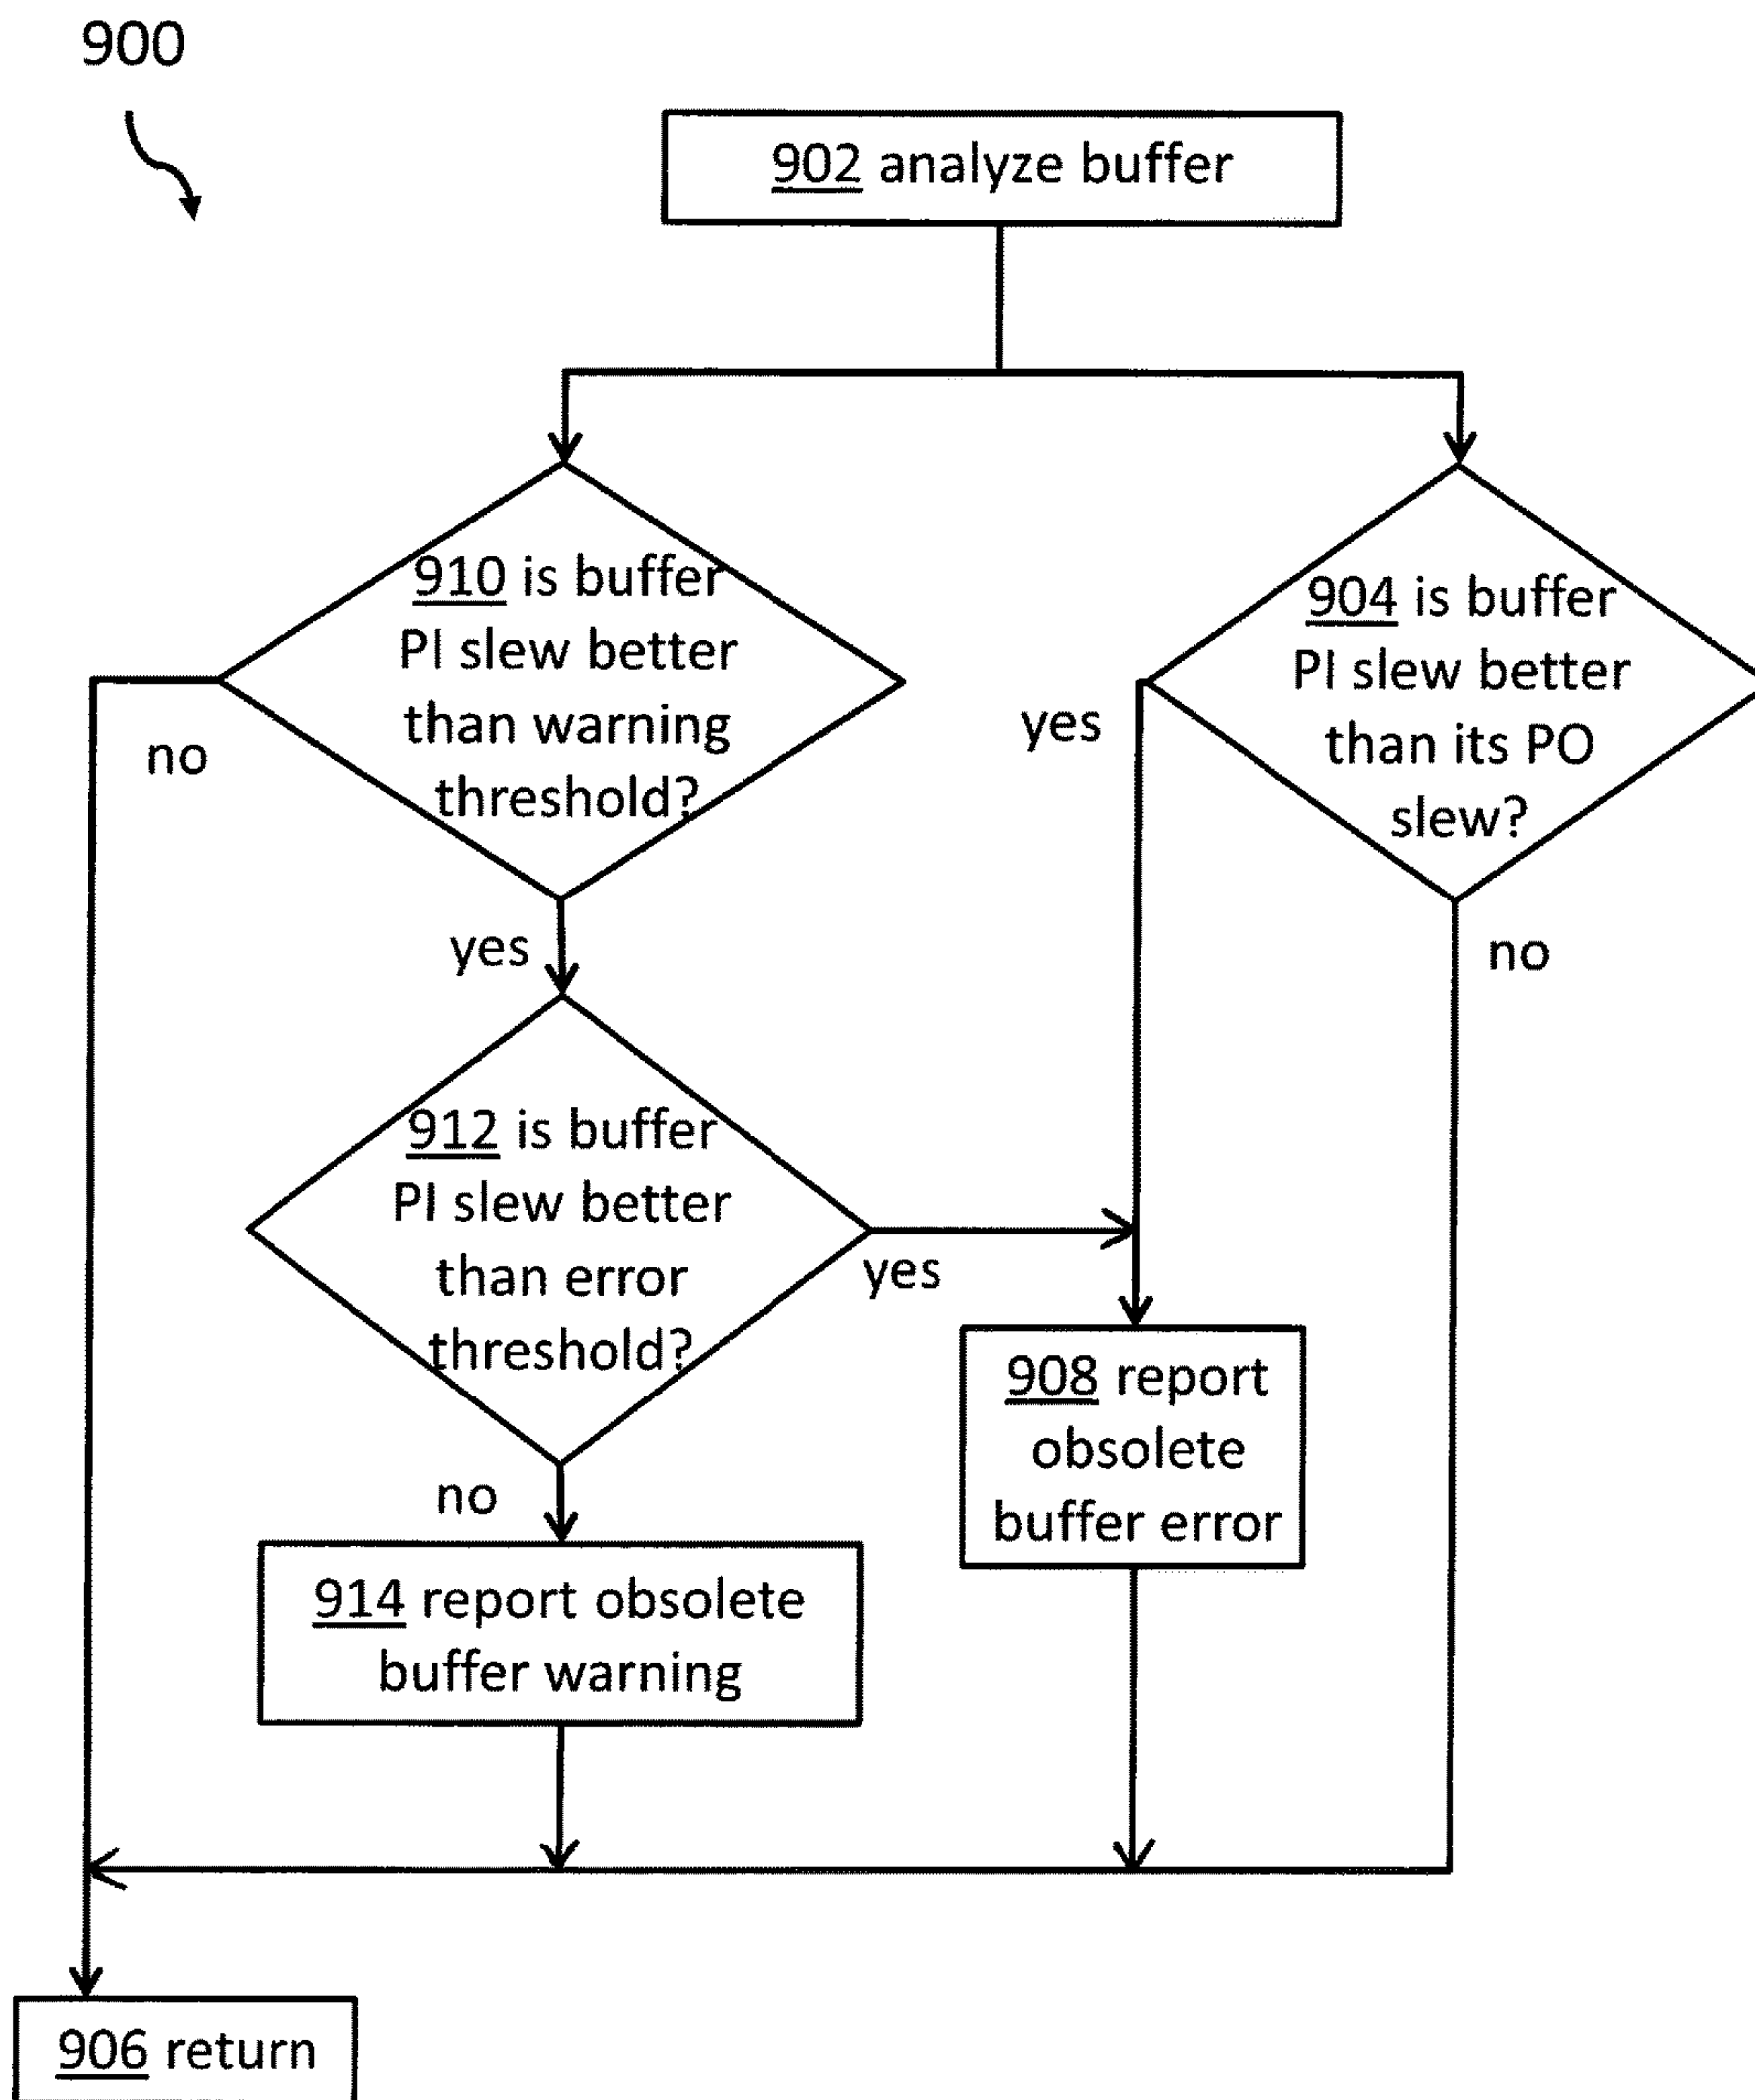 900
902 analyze buffer
910 is buffer
PI slew better
than warning
threshold?
904 is buffer
PI slew better
than its PO
slew?
no
yes
yes
no
912 is buffer
PI slew better
than error
threshold?
yes
908 report
obsolete
buffer error
no
914 report obsolete
buffer warning
906 return